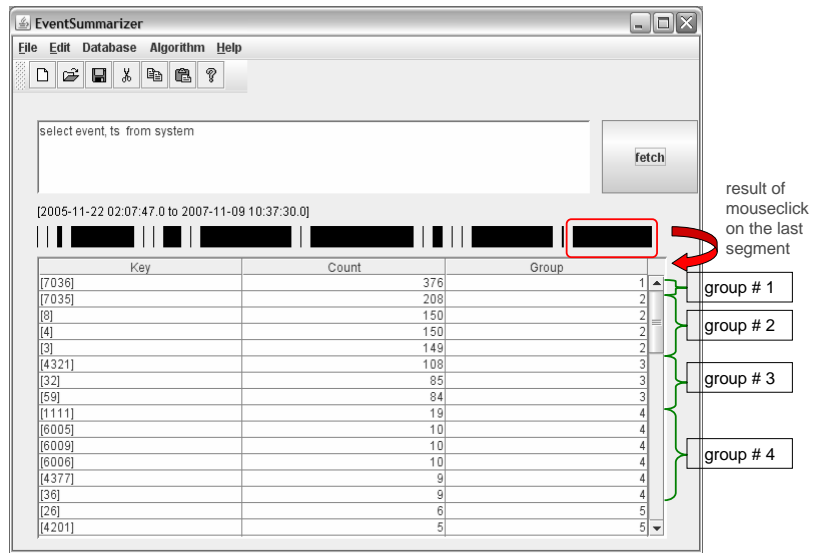 EventSummarizer
File Edit Database Algorithm Help
select event, ts from system
fetch
[2005-11-22 02:07:47.0 to 2007-11-09 10:37:30.0]
result of
mouseclick
on the last
segment
Key Count Group
[7036] 376 1
[7035] 208 2
[8] 150 2
[4] 150 2
[3] 149 2
[4321] 108 3
[32] 85 3
[59] 84 3
[1111] 19 4
[6005] 10 4
[6009] 10 4
[6006] 10 4
[4377] 9 4
[36] 9 4
[26] 6 5
[4201] 5 5
group # 1
group # 2
group # 3
group # 4